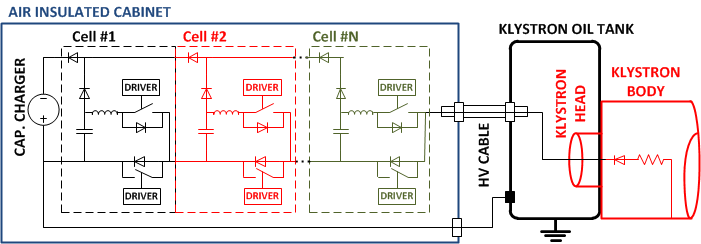 AIR INSULATED CABINET
Cell #1
Cell #2
Cell #N
KLYSTRON OIL TANK
CAP. CHARGER
DRIVER
DRIVER
DRIVER
DRIVER
DRIVER
DRIVER
HV CABLE
KLYSTRON
HEAD
KLYSTRON
BODY